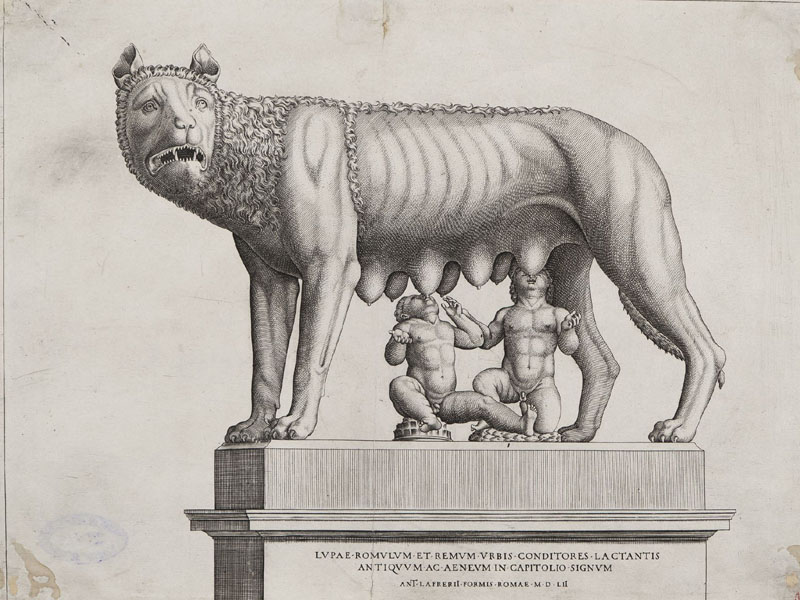 LVPAE·ROMVLVM·ET·REMVM·VRBIS·CONDITORES·LACTANTIS
ANTIQVVM·AC·AENEVM·IN·CAPITOLIO·SIGNVM
ANT·LAFRERII·FORMIS·ROMAE·M·D·LII